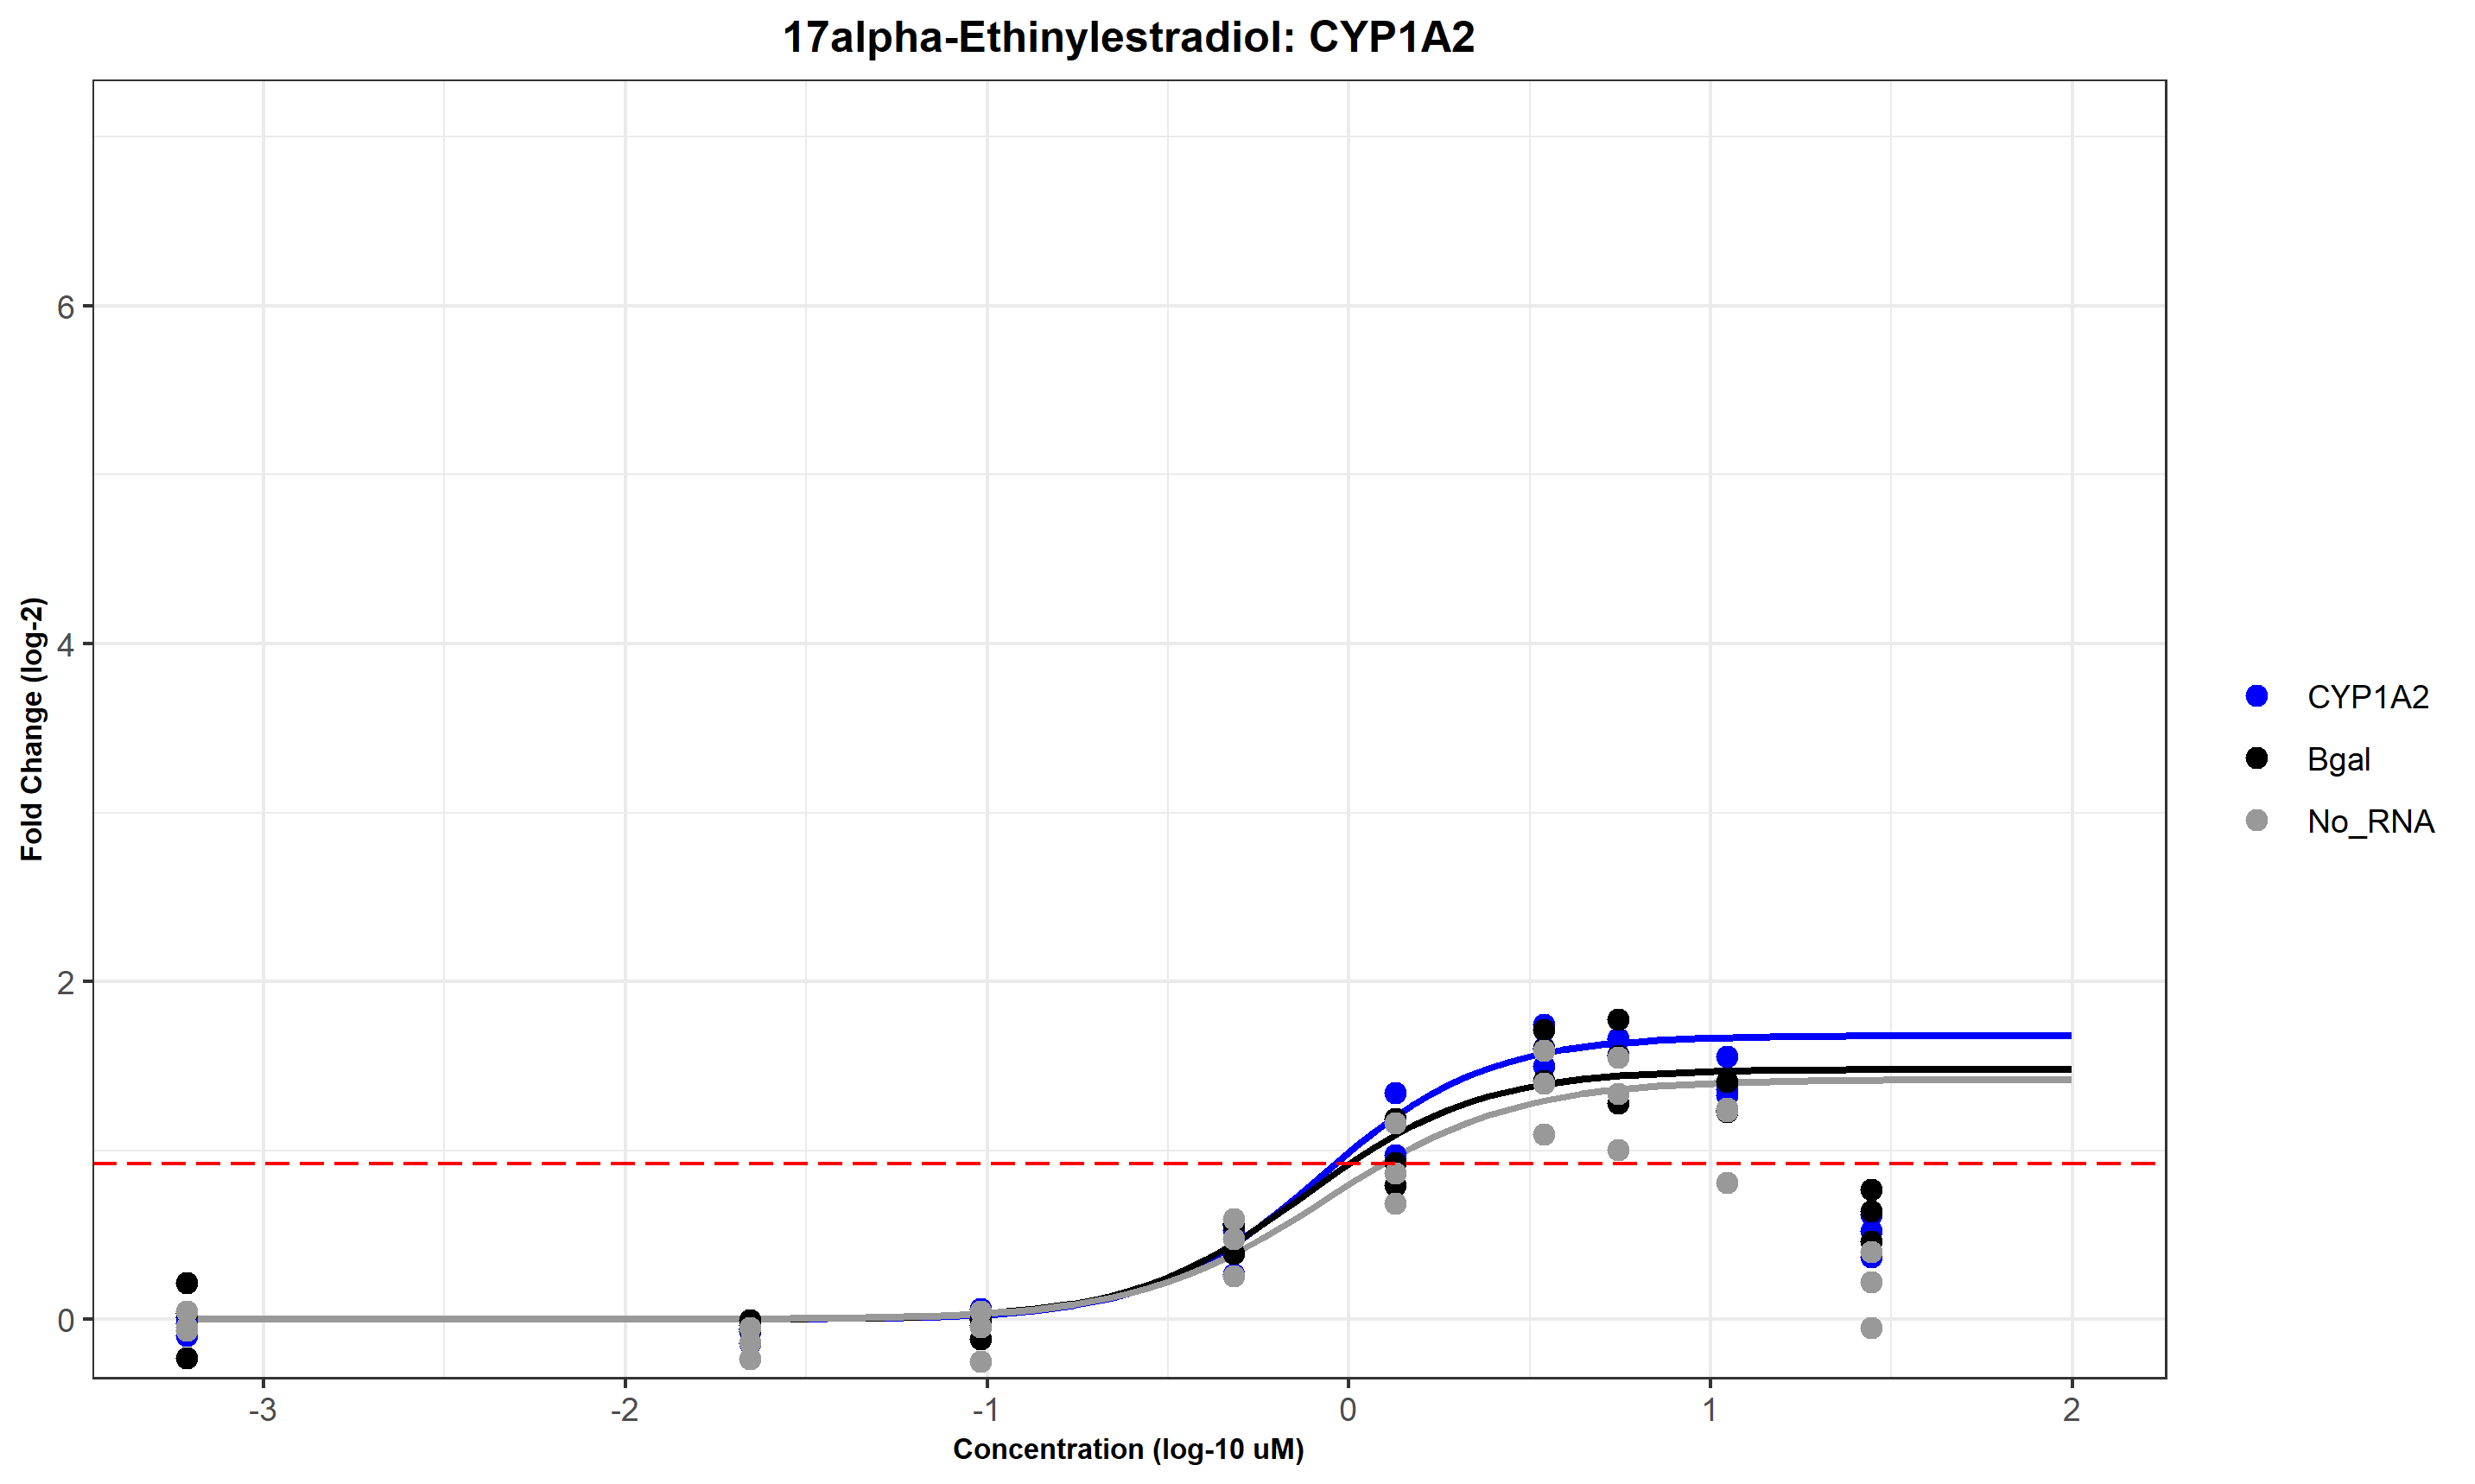 17alpha-Ethinylestradiol: CYP1A2
Fold Change (log-2)
6
4
2
0
-3
-2
-1
0
1
2
Concentration (log-10 uM)
CYP1A2
Bgal
No_RNA